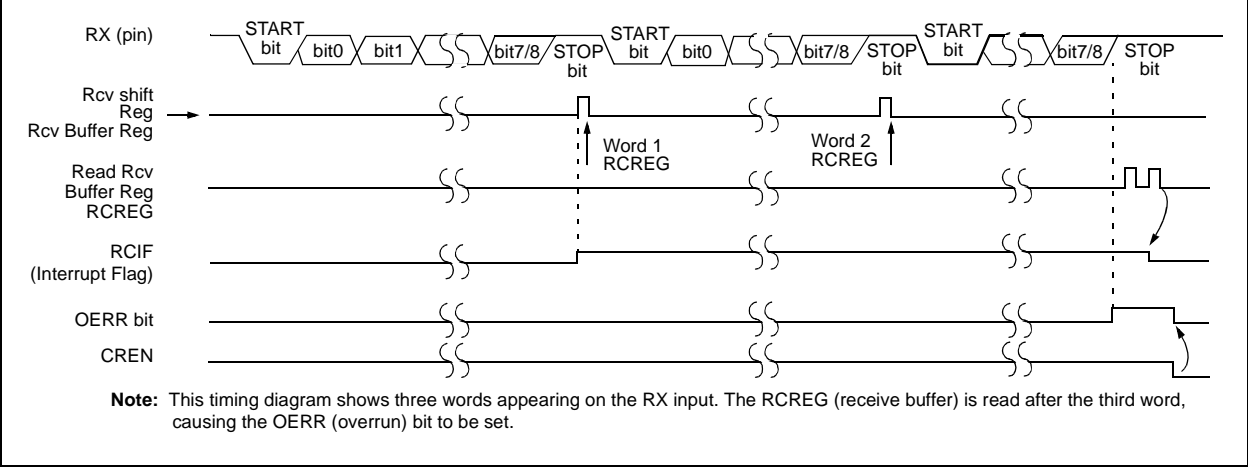 RX (pin)
START
bit
bit0
bit1
bit7/8
STOP
bit
START
bit
bit0
bit7/8
STOP
bit
START
bit
bit7/8
STOP
bit
Rcv shift
Reg
Rcv Buffer Reg
Word 1
RCREG
Word 2
RCREG
Read Rcv
Buffer Reg
RCREG
RCIF
(Interrupt Flag)
OERR bit
CREN
Note: This timing diagram shows three words appearing on the RX input. The RCREG (receive buffer) is read after the third word,
causing the OERR (overrun) bit to be set.